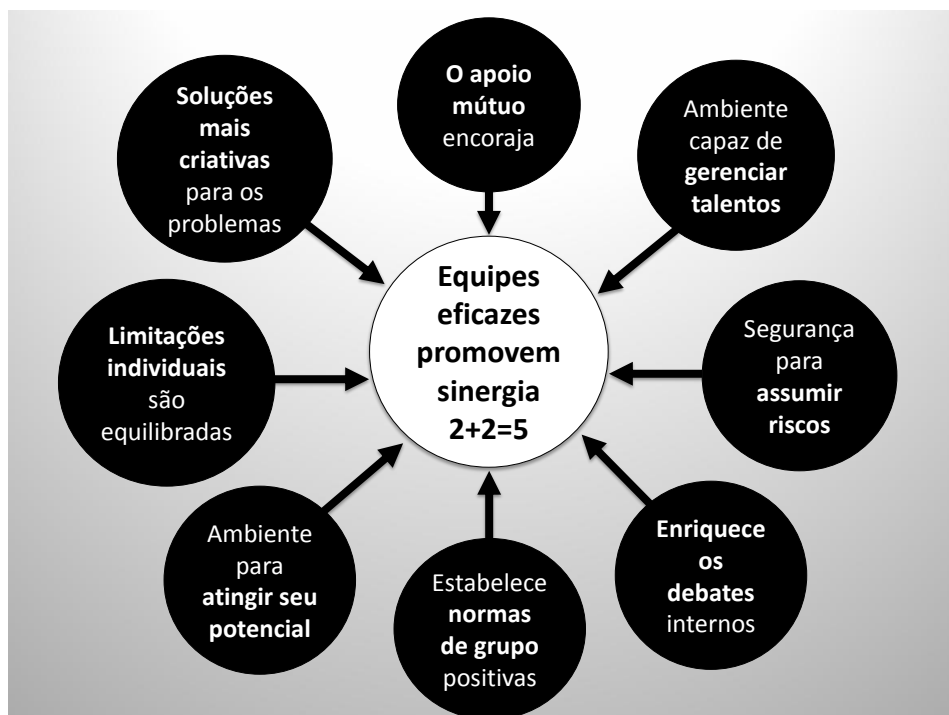 O apoio
mútuo
encoraja
Ambiente
capaz de
gerenciar
talentos
Segurança
para
assumir
riscos
Enriquece
os
debates
internos
Estabelece
normas
de grupo
positivas
Ambiente
para
atingir seu
potencial
Limitações
individuais
são
equilibradas
Soluções
mais
criativas
para os
problemas
Equipes
eficazes
promovem
sinergia
2+2=5